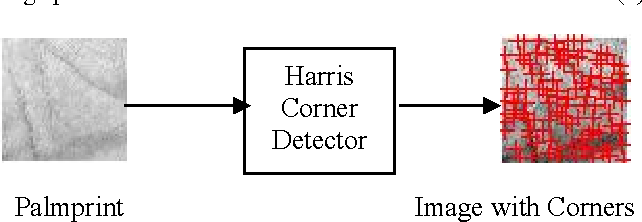 Harris
Corner
Detector
Palmprint
Image with Corners